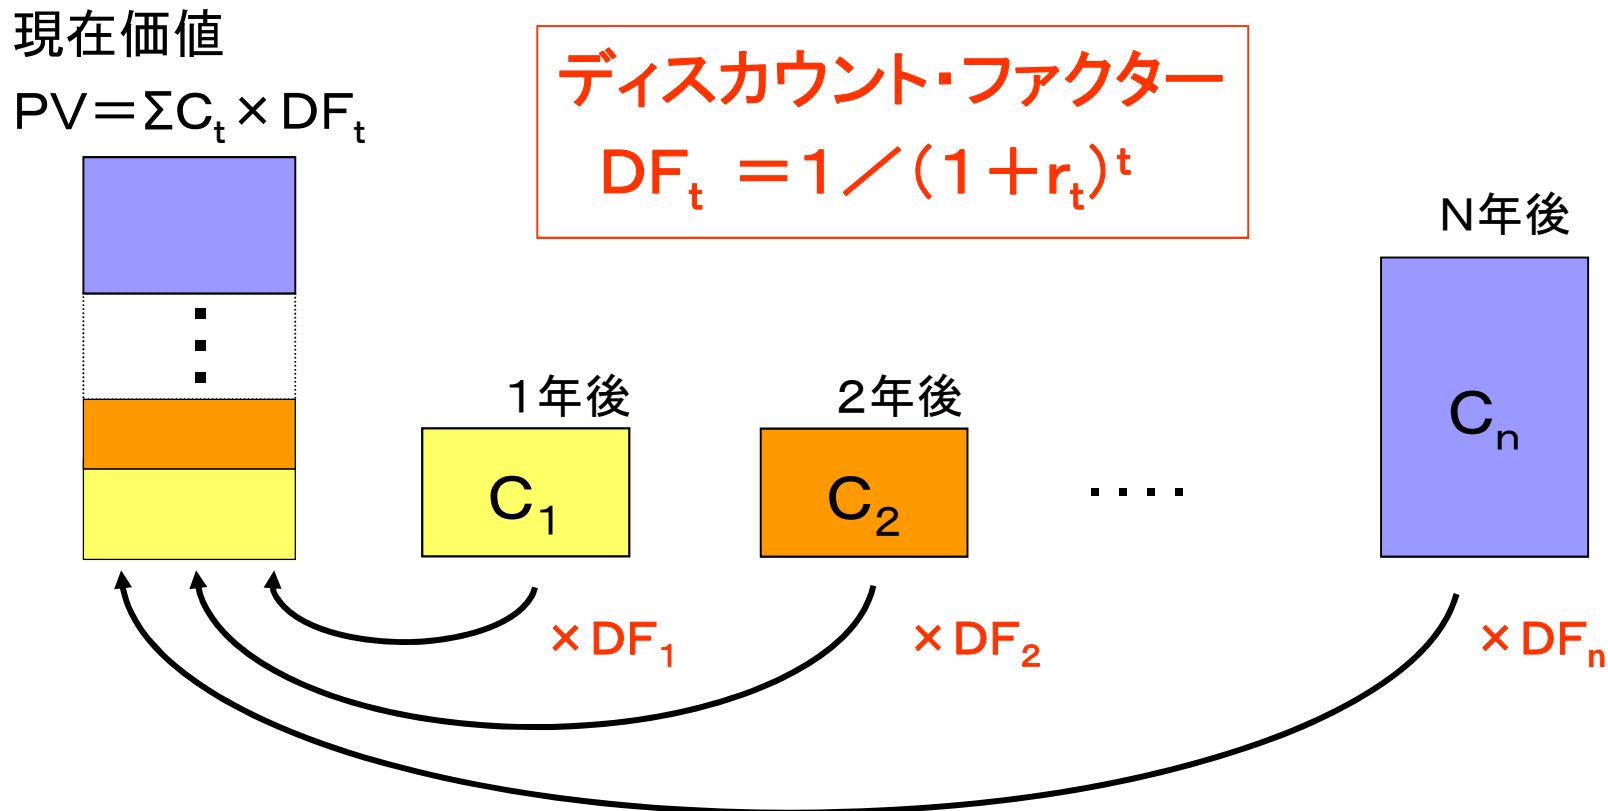 現在価値
PV=ΣCt×DFt
ディスカウント・ファクター
DFt =1/(1+rt)t
N年後
1年後
2年後
Cn
C1
C2
・・・・
×DF1
×DF2
×DFn